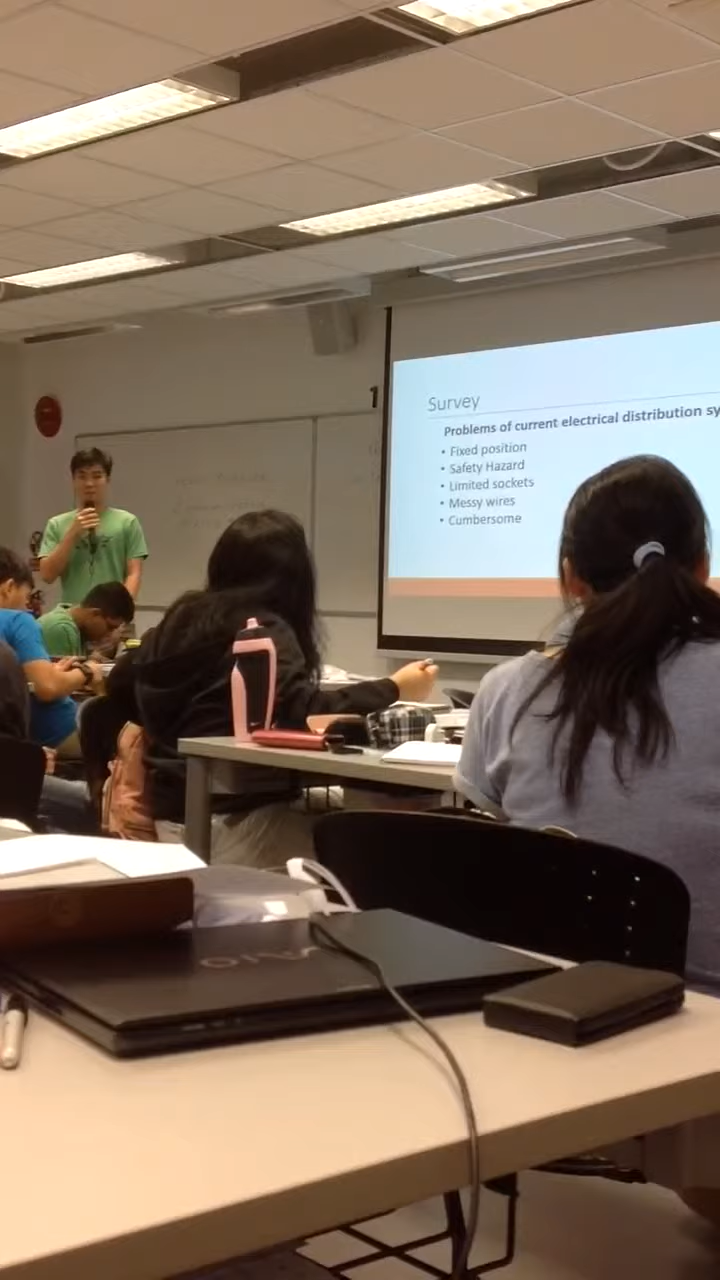 Survey
Problems of current electrical distribution sy
• Fixed position
• Safety Hazard
• Limited sockets
• Messy wires
• Cumbersome
VAIO